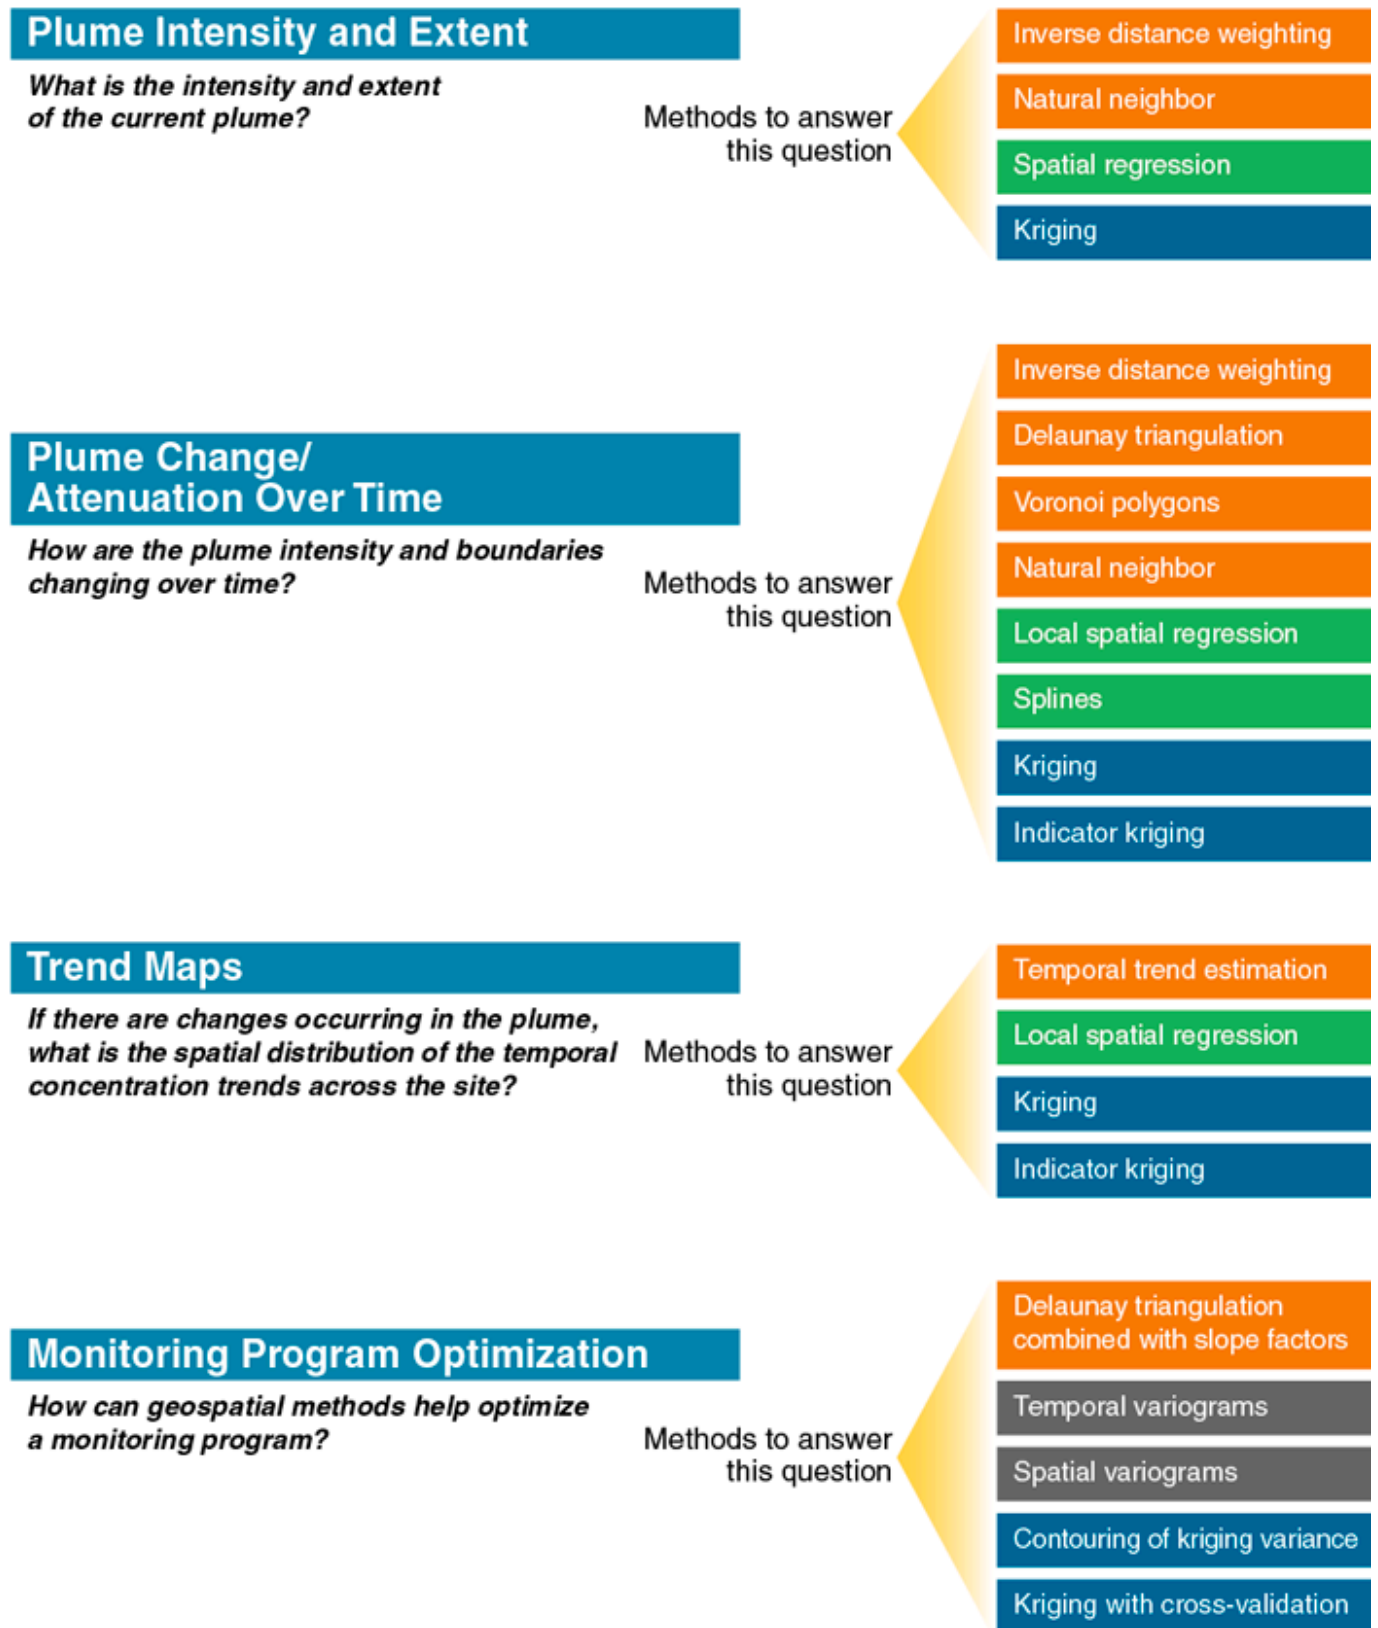 Plume Intensity and Extent
What is the intensity and extent
of the current plume?
Methods to answer
this question
Inverse distance weighting
Natural neighbor
Spatial regression
Kriging
Plume Change/
Attenuation Over Time
How are the plume intensity and boundaries
changing over time?
Methods to answer
this question
Inverse distance weighting
Delaunay triangulation
Voronoi polygons
Natural neighbor
Local spatial regression
Splines
Kriging
Indicator kriging
Trend Maps
If there are changes occurring in the plume,
what is the spatial distribution of the temporal
concentration trends across the site?
Methods to answer
this question
Temporal trend estimation
Local spatial regression
Kriging
Indicator kriging
Monitoring Program Optimization
How can geospatial methods help optimize
a monitoring program?
Methods to answer
this question
Delaunay triangulation
combined with slope factors
Temporal variograms
Spatial variograms
Contouring of kriging variance
Kriging with cross-validation